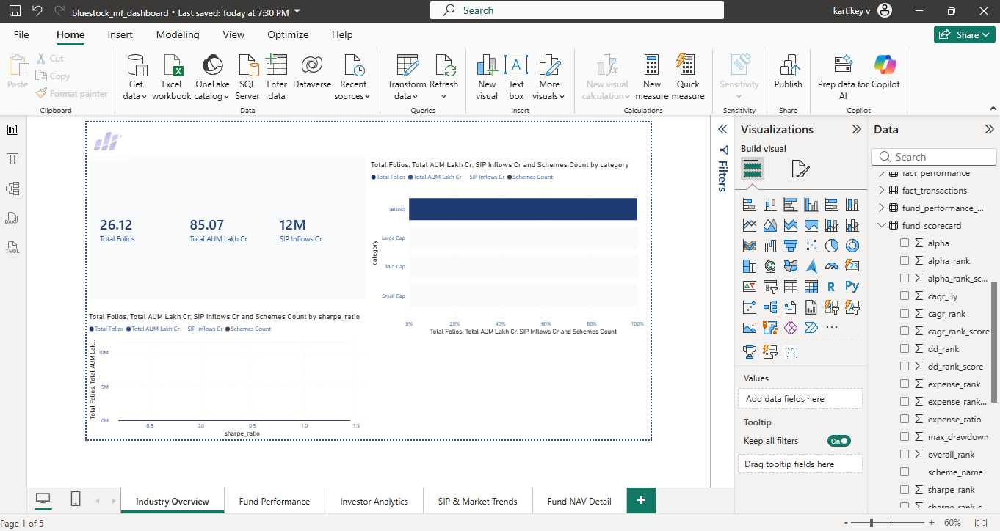 bluestock_mf_dashboard • Last saved: Today at 7:30 PM
Search
kartikey v
File
Home
Insert
Modeling
View
Optimize
Help
Share
Paste
Cut
Copy
Format painter
Clipboard
Get data
Excel workbook
OneLake catalog
SQL Server
Enter data
Dataverse
Recent sources
Data
Transform data
Refresh
Queries
New visual
Text box
More visuals
Insert
New visual calculation
New measure
Quick measure
Calculations
Sensitivity
Sensitivity
Publish
Share
Prep data for AI
Copilot
Copilot
26.12
Total Folios
85.07
Total AUM Lakh Cr
12M
SIP Inflows Cr
Total Folios, Total AUM Lakh Cr, SIP Inflows Cr and Schemes Count by category
Total Folios
Total AUM Lakh Cr
SIP Inflows Cr
Schemes Count
category
(Blank)
Large Cap
Mid Cap
Small Cap
0%
20%
40%
60%
80%
100%
Total Folios, Total AUM Lakh Cr, SIP Inflows Cr and Schemes Count
Total Folios, Total AUM Lakh Cr, SIP Inflows Cr and Schemes Count by sharpe_ratio
Total Folios
Total AUM Lakh Cr
SIP Inflows Cr
Schemes Count
Total Folios, Total AUM Lak...
10M
5M
0M
-0.5
0.0
0.5
1.0
1.5
sharpe_ratio
Filters
Visualizations
Build visual
123
R
Py
Values
Add data fields here
Tooltip
Keep all filters
On
Drag tooltip fields here
Data
Search
fact_performance
fact_transactions
fund_performance_...
fund_scorecard
alpha
alpha_rank
alpha_rank_sc...
cagr_3y
cagr_rank
cagr_rank_score
dd_rank
dd_rank_score
expense_rank
expense_rank...
expense_ratio
max_drawdown
overall_rank
scheme_name
sharpe_rank
DAX
TMDL
Industry Overview
Fund Performance
Investor Analytics
SIP & Market Trends
Fund NAV Detail
Page 1 of 5
60%